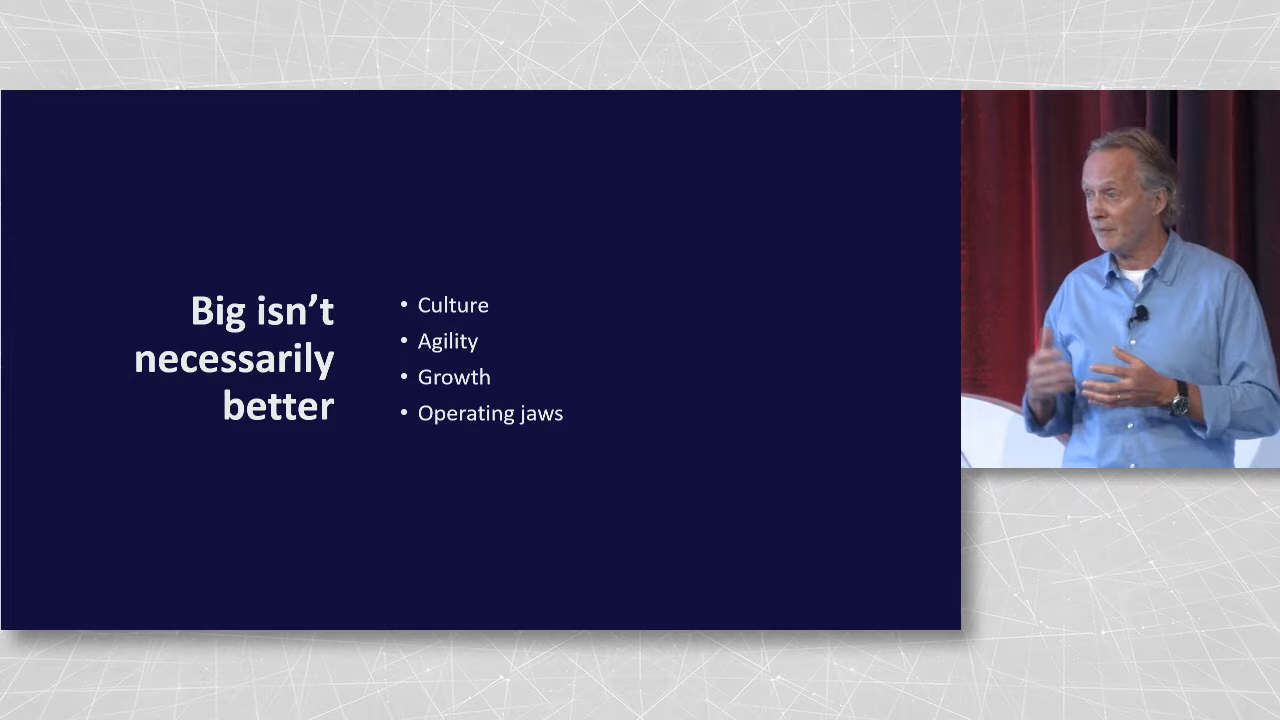 Big isn’t
necessarily
better
• Culture
• Agility
• Growth
• Operating jaws